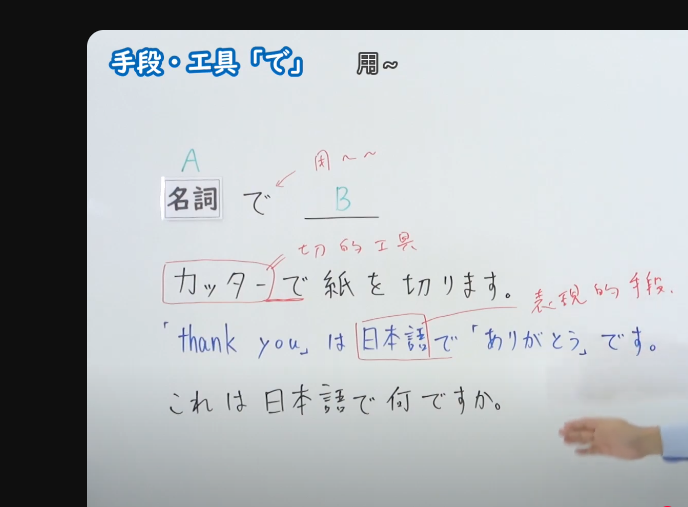 手段・工具「で」 用~
A
用~~
名詞 で B
切的工具
カッターで紙を切ります。
表現的手段.
「thank you」は日本語で「ありがとう」です。
これは日本語で何ですか。